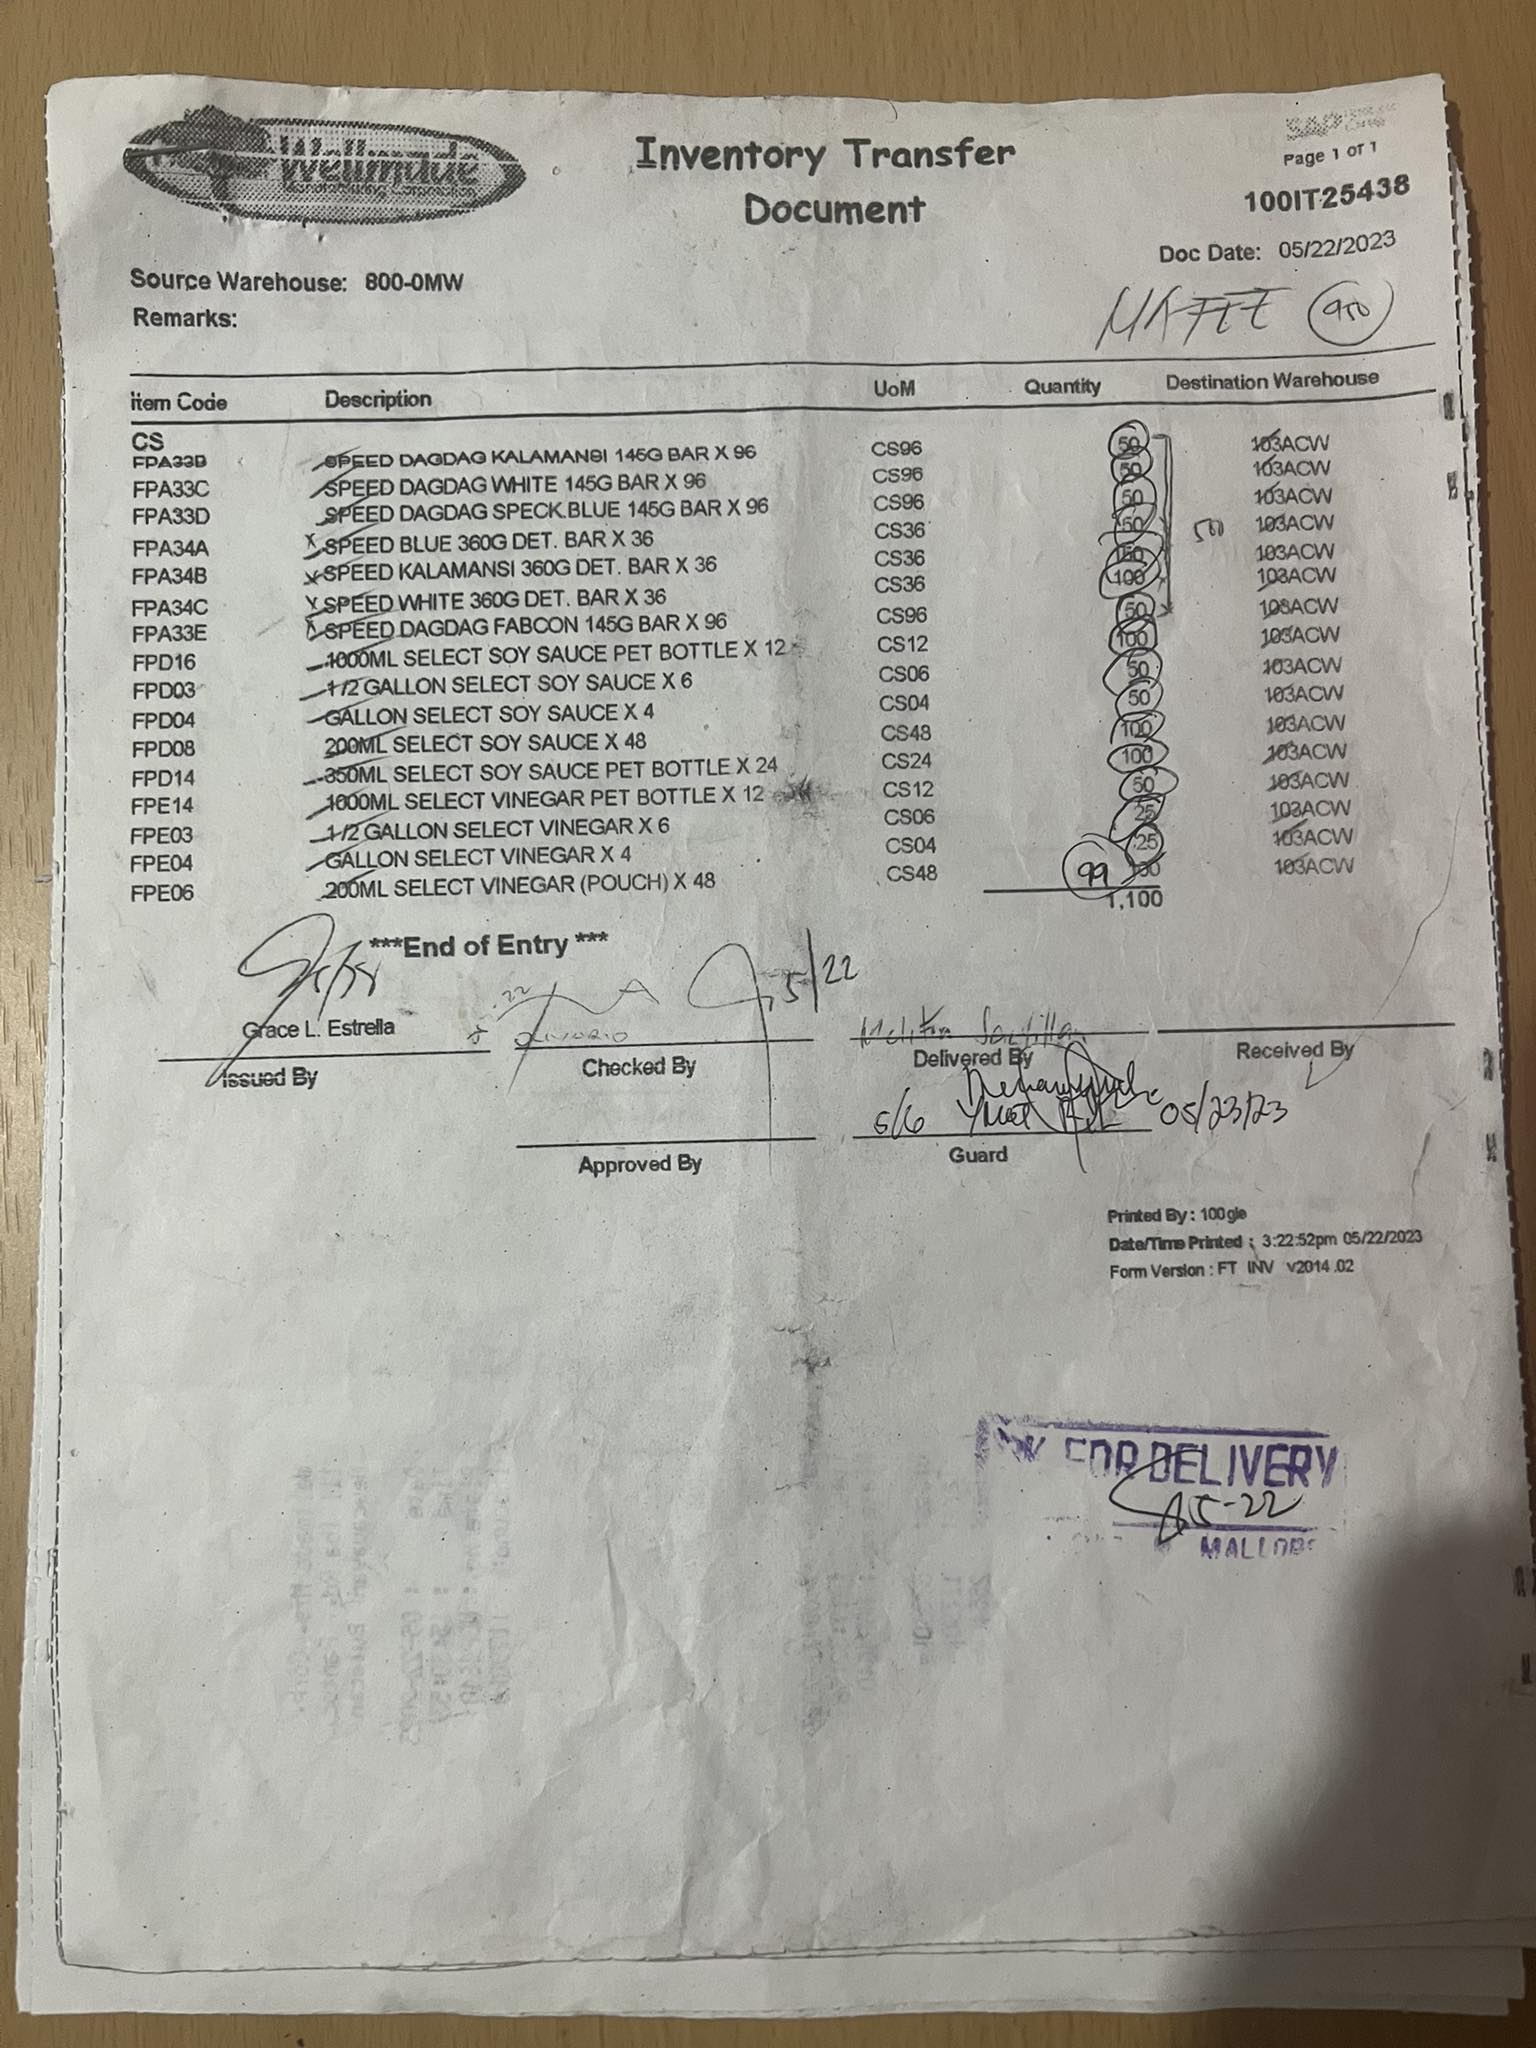 Wellmade
Manufacturing Corporation
Inventory Transfer
Document
SAP
Page 1 of 1
100IT25438
Doc Date: 05/22/2023
Source Warehouse: 800-0MW
Remarks:
950
Item Code Description UoM Quantity Destination Warehouse
CS
FPA33B SPEED DAGDAG KALAMANSI 145G BAR X 96 CS96 50 103ACW
FPA33C SPEED DAGDAG WHITE 145G BAR X 96 CS96 50 103ACW
FPA33D SPEED DAGDAG SPECK.BLUE 145G BAR X 96 CS96 50 103ACW
FPA34A SPEED BLUE 360G DET. BAR X 36 CS36 50 103ACW
FPA34B SPEED KALAMANSI 360G DET. BAR X 36 CS36 150 103ACW
FPA34C SPEED WHITE 360G DET. BAR X 36 CS36 100 103ACW
FPA33E SPEED DAGDAG FABCON 145G BAR X 96 CS96 50 103ACW
500
FPD16 1000ML SELECT SOY SAUCE PET BOTTLE X 12 CS12 100 103ACW
FPD03 1/2 GALLON SELECT SOY SAUCE X 6 CS06 50 103ACW
FPD04 GALLON SELECT SOY SAUCE X 4 CS04 50 103ACW
FPD08 200ML SELECT SOY SAUCE X 48 CS48 100 103ACW
FPD14 350ML SELECT SOY SAUCE PET BOTTLE X 24 CS24 100 103ACW
FPE14 1000ML SELECT VINEGAR PET BOTTLE X 12 CS12 50 103ACW
FPE03 1/2 GALLON SELECT VINEGAR X 6 CS06 25 103ACW
FPE04 GALLON SELECT VINEGAR X 4 CS04 25 103ACW
FPE06 200ML SELECT VINEGAR (POUCH) X 48 CS48 99 100 103ACW
1,100
***End of Entry ***
5/22
Grace L. Estrella
Issued By Checked By Delivered By Received By
05/23/23
Approved By Guard
Printed By : 100gle
Date/Time Printed : 3:22:52pm 05/22/2023
Form Version : FT INV v2014.02
FOR DELIVERY
5-22